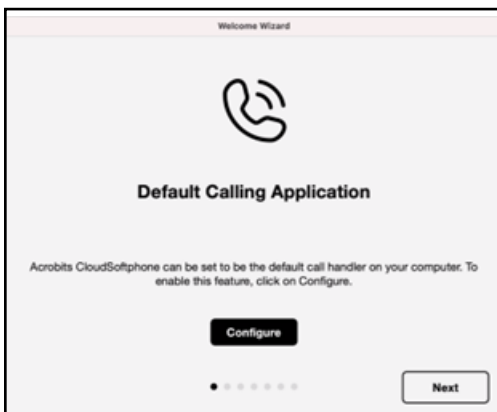 Welcome Wizard
Default Calling Application
Acrobits CloudSoftphone can be set to be the default call handler on your computer. To
enable this feature, click on Configure.
Configure
Next